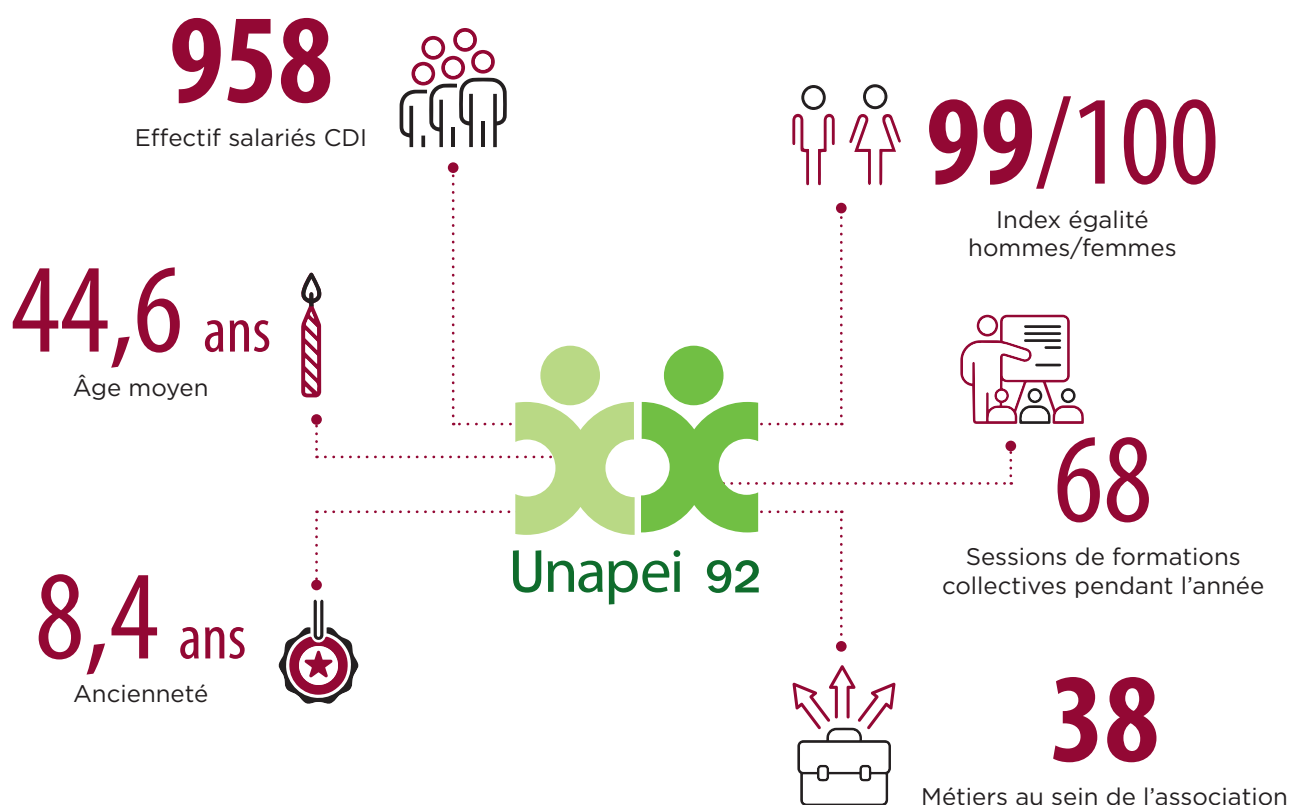 958
Effectif salariés CDI
99/100
Index égalité
hommes/femmes
44,6 ans
Âge moyen
68
Sessions de formations
collectives pendant l’année
Unapei 92
8,4 ans
Ancienneté
38
Métiers au sein de l’association